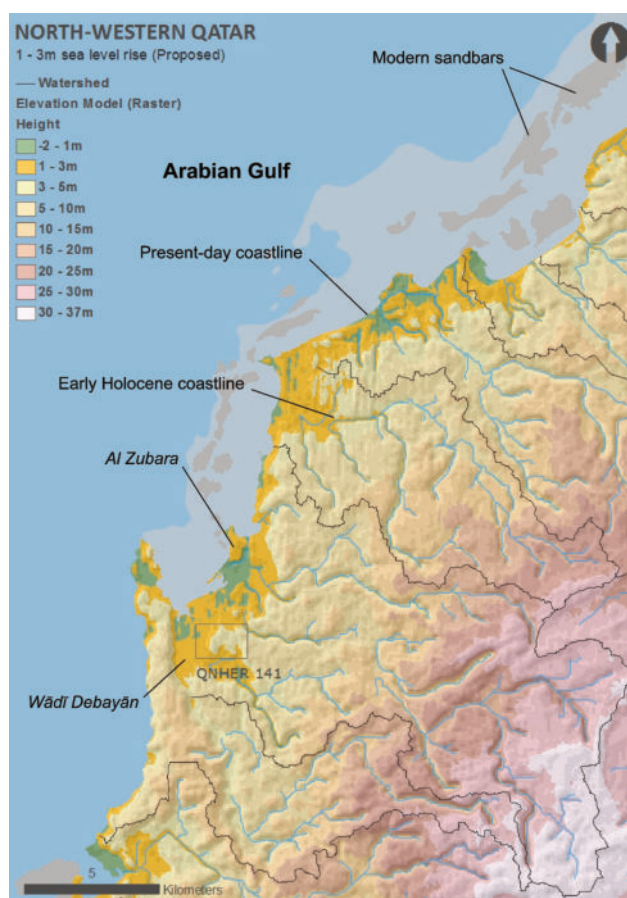 NORTH-WESTERN QATAR
1 - 3m sea level rise (Proposed)
Watershed
Elevation Model (Raster)
Height
-2 - 1m
1 - 3m
3 - 5m
5 - 10m
10 - 15m
15 - 20m
20 - 25m
25 - 30m
30 - 37m
Modern sandbars
Arabian Gulf
Present-day coastline
Early Holocene coastline
Al Zubara
QNHER 141
Wādī Debayān
5
Kilometers